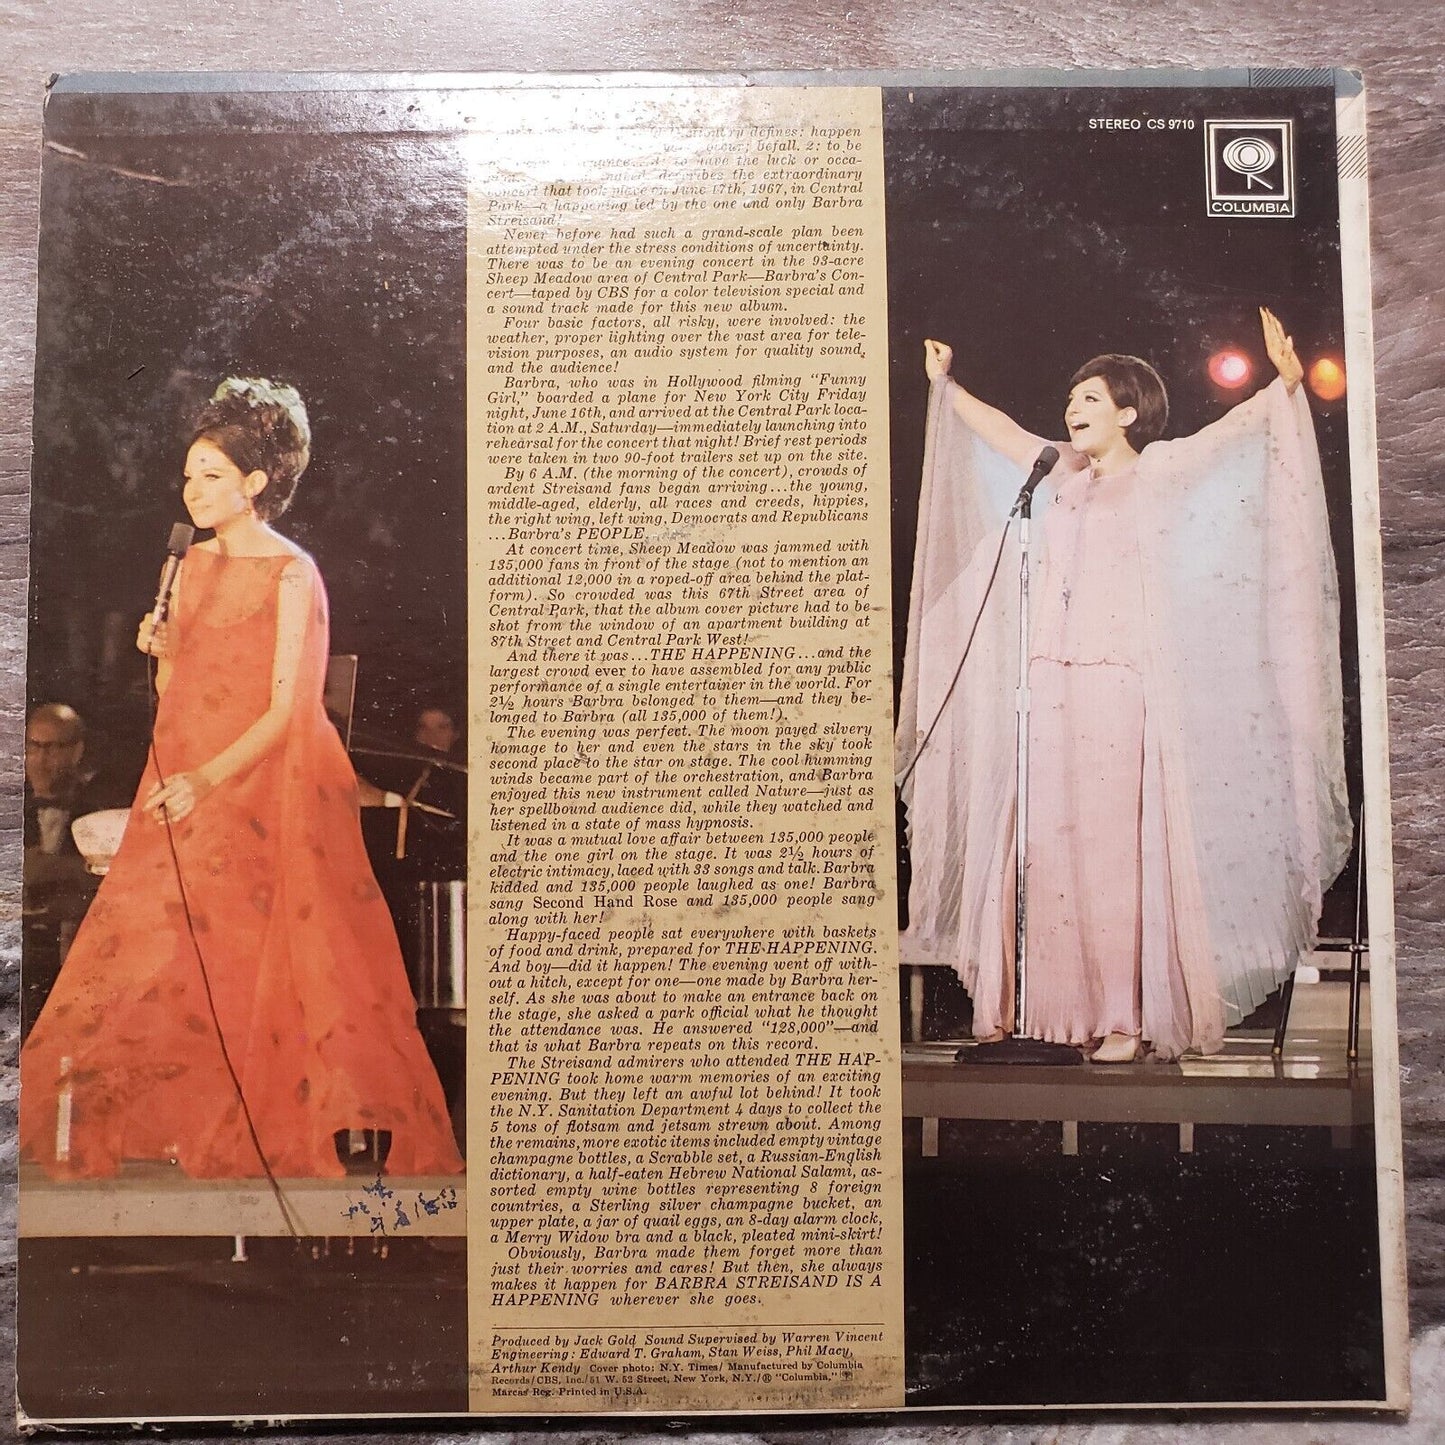 STEREO CS 9710
COLUMBIA
defines: happen
occur; befall. 2: to be
to have the luck or occa-
describes the extraordinary
concert that took place on June 17th, 1967, in Central
Park—a happening led by the one and only Barbra
Streisand!
Never before had such a grand-scale plan been
attempted under the stress conditions of uncertainty.
There was to be an evening concert in the 93-acre
Sheep Meadow area of Central Park—Barbra's Con-
cert—taped by CBS for a color television special and
a sound track made for this new album.
Four basic factors, all risky, were involved: the
weather, proper lighting over the vast area for tele-
vision purposes, an audio system for quality sound,
and the audience!
Barbra, who was in Hollywood filming "Funny
Girl," boarded a plane for New York City Friday
night, June 16th, and arrived at the Central Park loca-
tion at 2 A.M., Saturday—immediately launching into
rehearsal for the concert that night! Brief rest periods
were taken in two 90-foot trailers set up on the site.
By 6 A.M. (the morning of the concert), crowds of
ardent Streisand fans began arriving...the young,
middle-aged, elderly, all races and creeds, hippies,
the right wing, left wing, Democrats and Republicans
...Barbra's PEOPLE.
At concert time, Sheep Meadow was jammed with
135,000 fans in front of the stage (not to mention an
additional 12,000 in a roped-off area behind the plat-
form). So crowded was this 67th Street area of
Central Park, that the album cover picture had to be
shot from the window of an apartment building at
87th Street and Central Park West!
And there it was...THE HAPPENING...and the
largest crowd ever to have assembled for any public
performance of a single entertainer in the world. For
2½ hours Barbra belonged to them—and they be-
longed to Barbra (all 135,000 of them!).
The evening was perfect. The moon payed silvery
homage to her and even the stars in the sky took
second place to the star on stage. The cool humming
winds became part of the orchestration, and Barbra
enjoyed this new instrument called Nature—just as
her spellbound audience did, while they watched and
listened in a state of mass hypnosis.
It was a mutual love affair between 135,000 people
and the one girl on the stage. It was 2½ hours of
electric intimacy, laced with 33 songs and talk. Barbra
kidded and 135,000 people laughed as one! Barbra
sang Second Hand Rose and 135,000 people sang
along with her!
Happy-faced people sat everywhere with baskets
of food and drink, prepared for THE HAPPENING.
And boy—did it happen! The evening went off with-
out a hitch, except for one—one made by Barbra her-
self. As she was about to make an entrance back on
the stage, she asked a park official what he thought
the attendance was. He answered "128,000"—and
that is what Barbra repeats on this record.
The Streisand admirers who attended THE HAP-
PENING took home warm memories of an exciting
evening. But they left an awful lot behind! It took
the N.Y. Sanitation Department 4 days to collect the
5 tons of flotsam and jetsam strewn about. Among
the remains, more exotic items included empty vintage
champagne bottles, a Scrabble set, a Russian-English
dictionary, a half-eaten Hebrew National Salami, as-
sorted empty wine bottles representing 8 foreign
countries, a Sterling silver champagne bucket, an
upper plate, a jar of quail eggs, an 8-day alarm clock,
a Merry Widow bra and a black, pleated mini-skirt!
Obviously, Barbra made them forget more than
just their worries and cares! But then, she always
makes it happen for BARBRA STREISAND IS A
HAPPENING wherever she goes.
Produced by Jack Gold Sound Supervised by Warren Vincent
Engineering: Edward T. Graham, Stan Weiss, Phil Macy,
Arthur Kendy Cover photo: N.Y. Times/ Manufactured by Columbia
Records/CBS, Inc./51 W. 52 Street, New York, N.Y./® "Columbia,"
Marcas Reg. Printed in U.S.A.